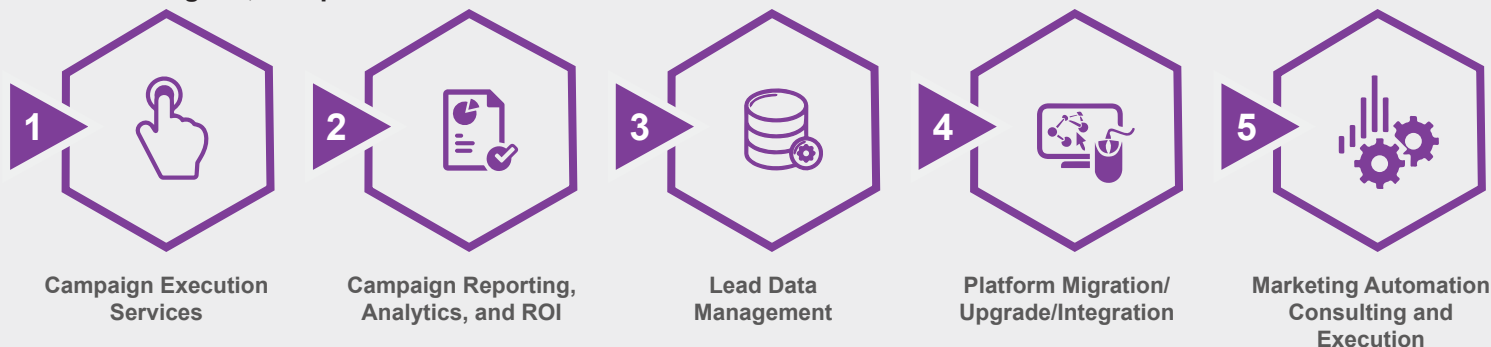 1
2
3
4
5
Campaign Execution
Services
Campaign Reporting,
Analytics, and ROI
Lead Data
Management
Platform Migration/
Upgrade/Integration
Marketing Automation
Consulting and
Execution